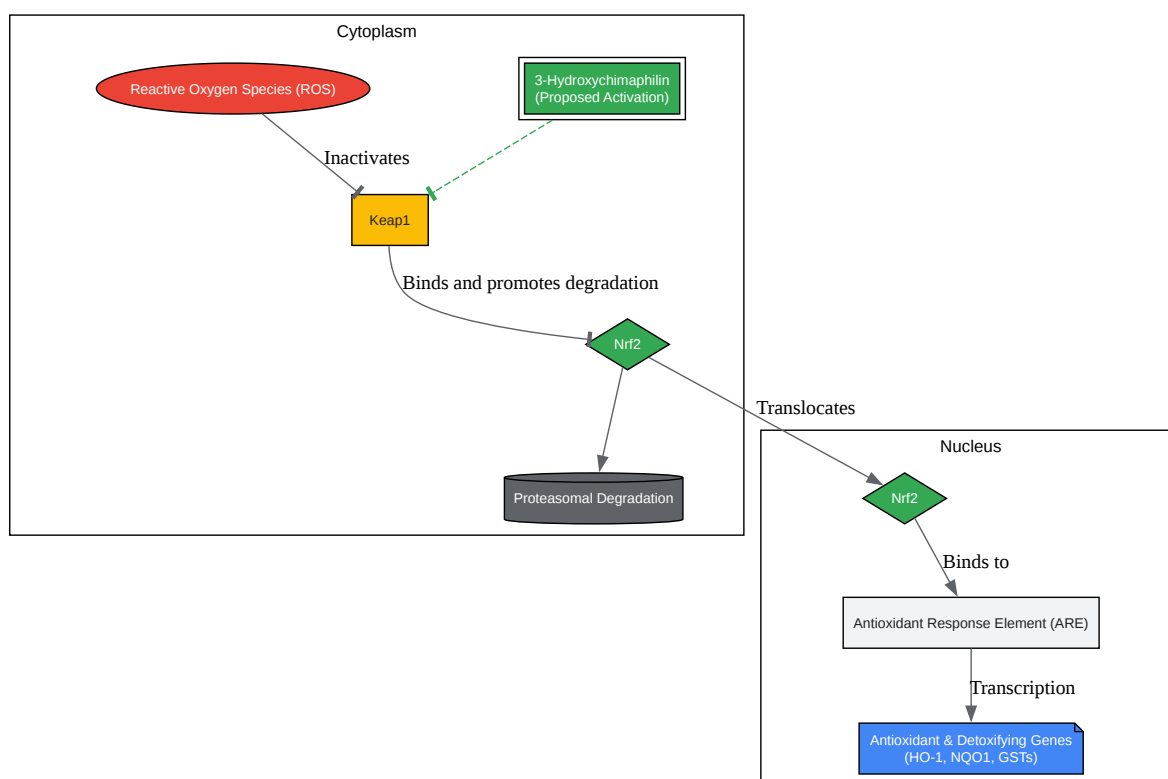 Cytoplasm
Reactive Oxygen Species (ROS)
3-Hydroxychimaphilin
(Proposed Activation)
Inactivates
Keap1
Binds and promotes degradation
Nrf2
Translocates
Proteasomal Degradation
Nucleus
Nrf2
Binds to
Antioxidant Response Element (ARE)
Transcription
Antioxidant & Detoxifying Genes
(HO-1, NQO1, GSTs)